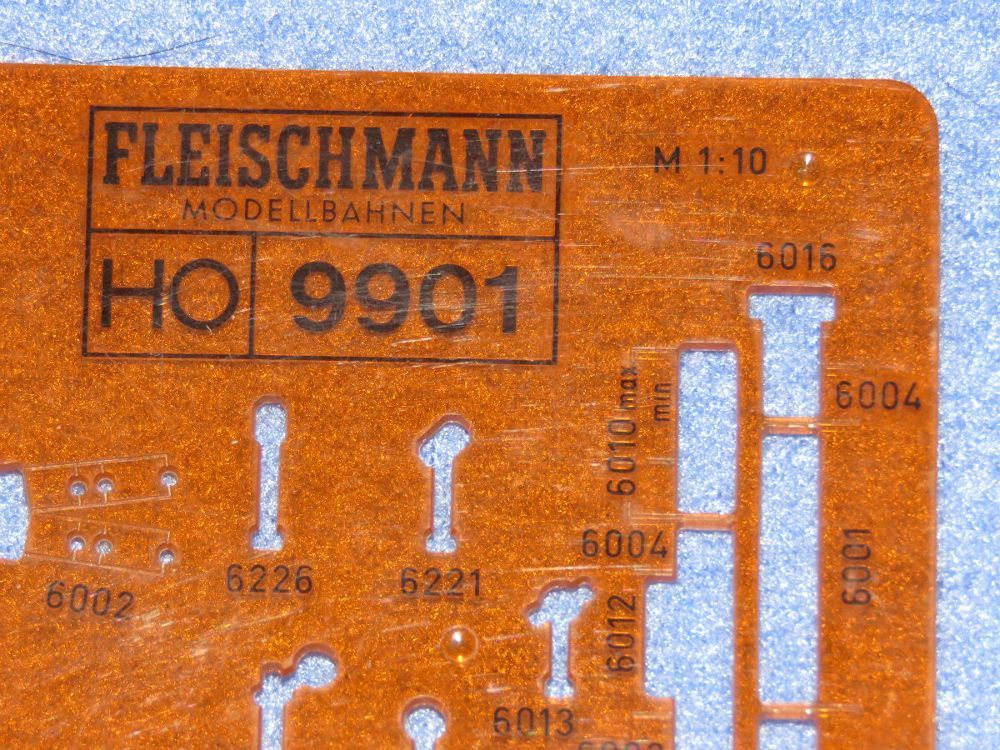 FLEISCHMANN
MODELLBAHNEN
HO 9901
M 1:10
6016
6004
6010 max
min
6004
6001
6002
6226
6221
6012
6013